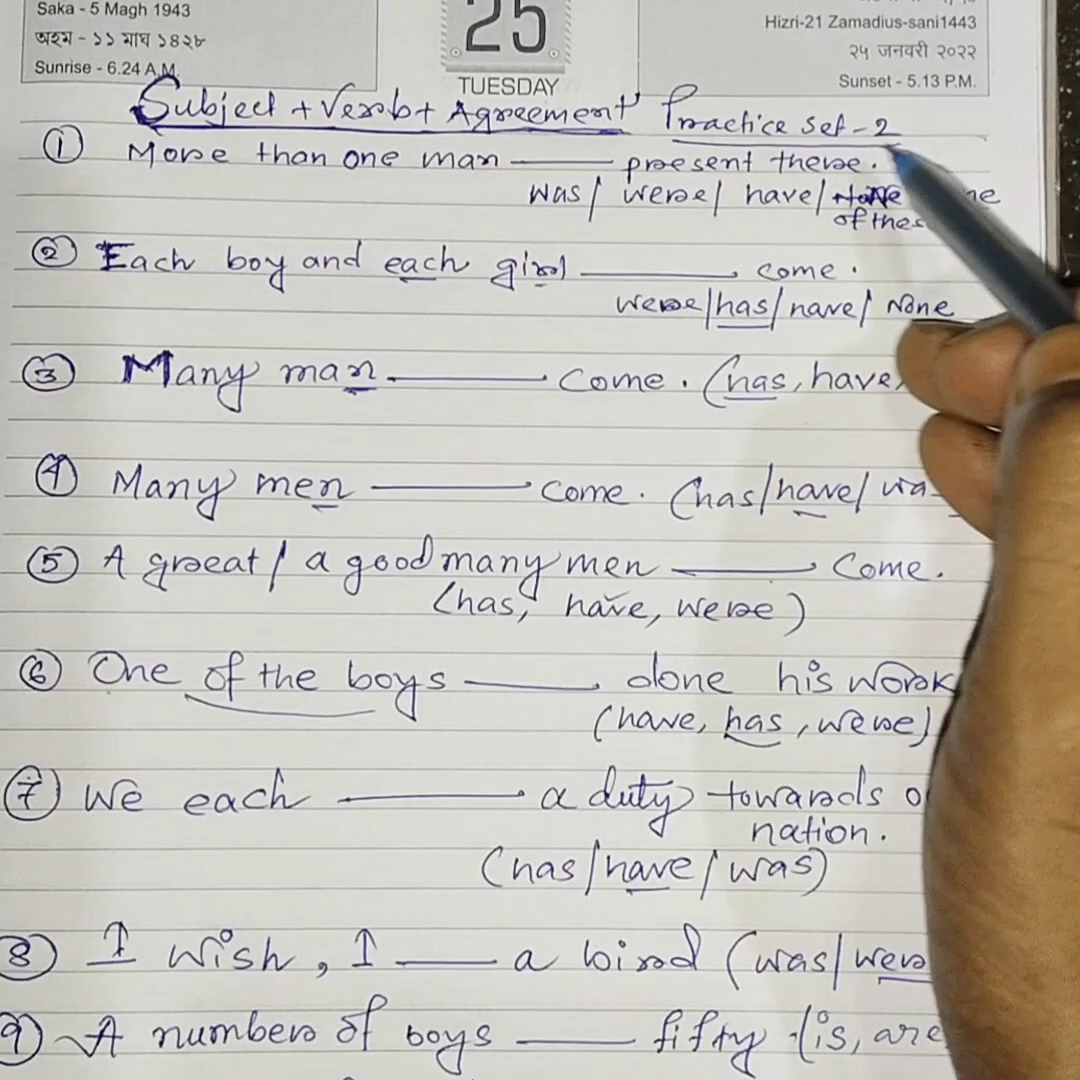 Saka - 5 Magh 1943
অহম - ১১ মাঘ ১৪২৮
Sunrise - 6.24 A.M.
25
TUESDAY
Hizri-21 Zamadius-sani1443
२५ जनवरी २०२२
Sunset - 5.13 P.M.
Subject + Verb + Agreement Practice Set - 2
① More than one man ——— present there.
was / were / have /
of thes
② Each boy and each girl ———. come.
were / has / have / None
③ Many man. ———. come. (has, have,
④ Many men ———. come. (has / have / wa
⑤ A great / a good many men ———. come.
(has, have, were)
⑥ One of the boys ———. done his work
(have, has, were)
⑦ We each ———. a duty towards o
nation.
(has / have / was)
⑧ I wish, I ——— a bird (was / were
⑨ A number of boys ——— fifty (is, are